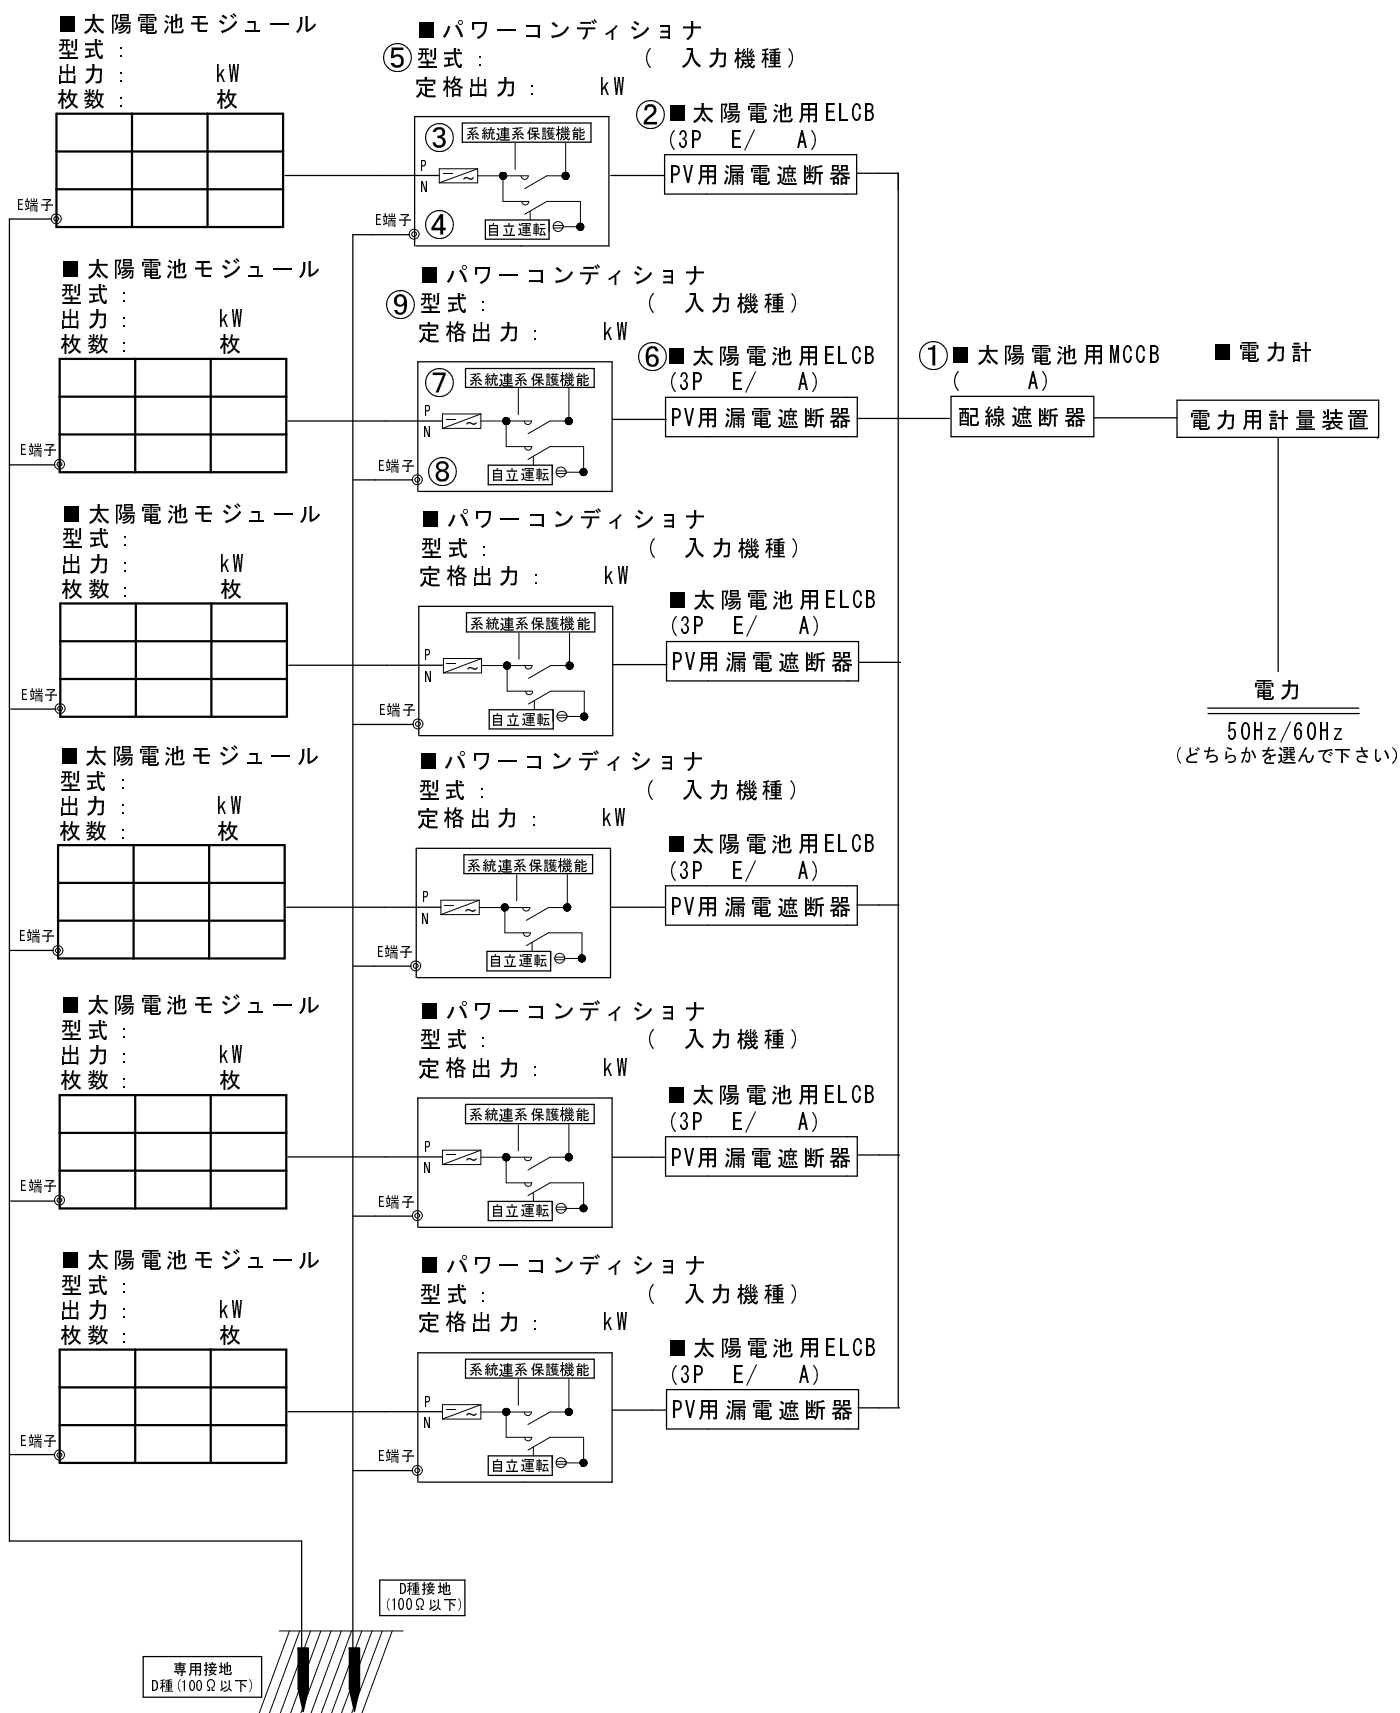 ■太陽電池モジュール
型式：
出力： kW
枚数： 枚
E端子
■パワーコンディショナ
⑤型式： （ 入力機種）
定格出力： kW
③
系統連系保護機能
P
N
④
E端子
自立運転
②■太陽電池用ELCB
(3P E/ A)
PV用漏電遮断器
■太陽電池モジュール
型式：
出力： kW
枚数： 枚
E端子
■パワーコンディショナ
⑨型式： （ 入力機種）
定格出力： kW
⑦
系統連系保護機能
P
N
⑧
E端子
自立運転
⑥■太陽電池用ELCB
(3P E/ A)
PV用漏電遮断器
①■太陽電池用MCCB
( A)
配線遮断器
■電力計
電力用計量装置
電力
50Hz/60Hz
(どちらかを選んで下さい)
■太陽電池モジュール
型式：
出力： kW
枚数： 枚
E端子
■パワーコンディショナ
型式： （ 入力機種）
定格出力： kW
系統連系保護機能
P
N
E端子
自立運転
■太陽電池用ELCB
(3P E/ A)
PV用漏電遮断器
■太陽電池モジュール
型式：
出力： kW
枚数： 枚
E端子
■パワーコンディショナ
型式： （ 入力機種）
定格出力： kW
系統連系保護機能
P
N
E端子
自立運転
■太陽電池用ELCB
(3P E/ A)
PV用漏電遮断器
■太陽電池モジュール
型式：
出力： kW
枚数： 枚
E端子
■パワーコンディショナ
型式： （ 入力機種）
定格出力： kW
系統連系保護機能
P
N
E端子
自立運転
■太陽電池用ELCB
(3P E/ A)
PV用漏電遮断器
■太陽電池モジュール
型式：
出力： kW
枚数： 枚
E端子
■パワーコンディショナ
型式： （ 入力機種）
定格出力： kW
系統連系保護機能
P
N
E端子
自立運転
■太陽電池用ELCB
(3P E/ A)
PV用漏電遮断器
D種接地
(100Ω以下)
専用接地
D種(100Ω以下)